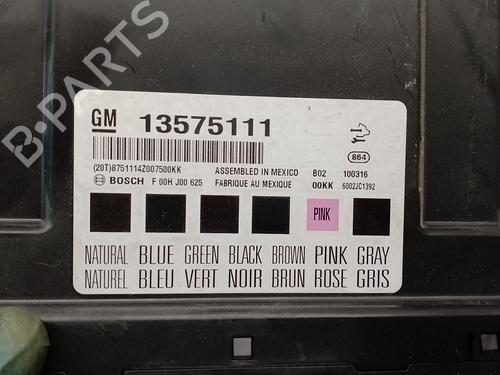 B-PARTS
GM 13575111
864
(20T)8751114Z007500KK ASSEMBLED IN MEXICO B02 100316
BOSCH F 00H J00 625 FABRIQUE AU MEXIQUE 00KK 6002JC1392
PINK
NATURAL BLUE GREEN BLACK BROWN PINK GRAY
NATUREL BLEU VERT NOIR BRUN ROSE GRIS